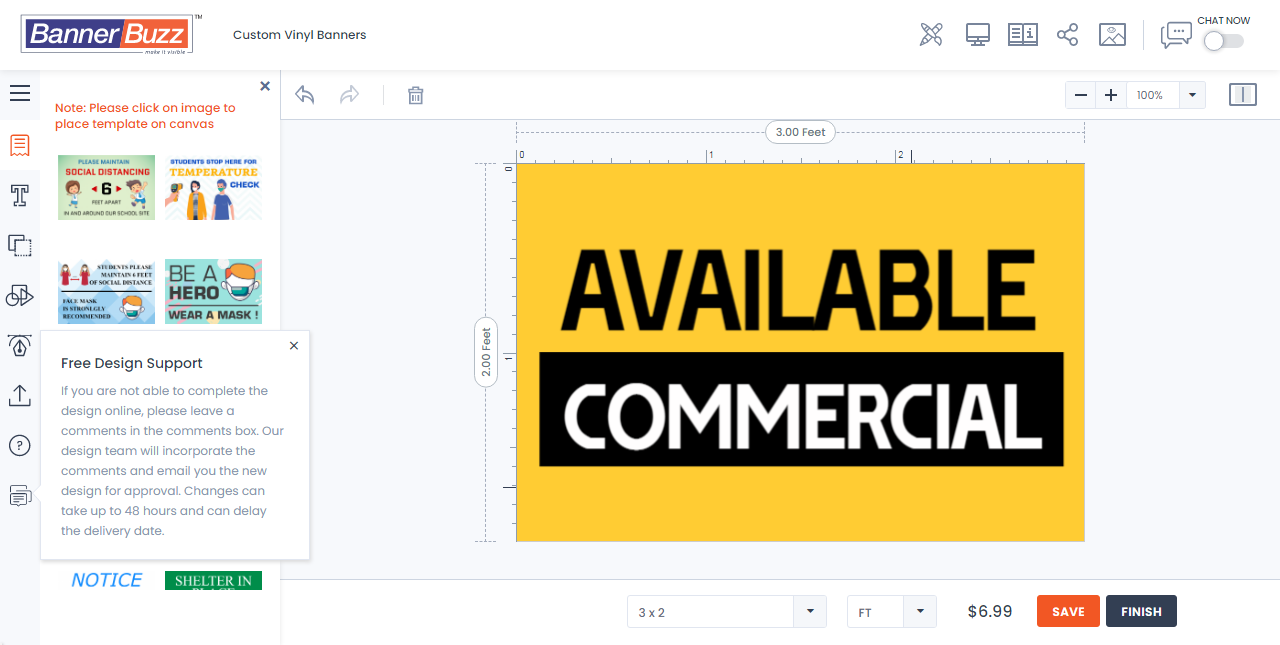 BannerBuzz™
make it visible
Custom Vinyl Banners
CHAT NOW
Note: Please click on image to
place template on canvas
100%
PLEASE MAINTAIN
SOCIAL DISTANCING
6
FEET APART
IN AND AROUND OUR SCHOOL SITE
STUDENTS STOP HERE FOR
TEMPERATURE
CHECK
STUDENTS PLEASE
MAINTAIN 6 FEET
OF SOCIAL DISTANCE
FACE MASK
IS STRONLGLY
RECOMMENDED
BE A
HERO
WEAR A MASK !
Free Design Support
If you are not able to complete the
design online, please leave a
comments in the comments box. Our
design team will incorporate the
comments and email you the new
design for approval. Changes can
take up to 48 hours and can delay
the delivery date.
NOTICE
SHELTER IN
PLACE
3.00 Feet
0
1
2
0
1
2.00 Feet
AVAILABLE
COMMERCIAL
3 x 2
FT
$6.99
SAVE
FINISH